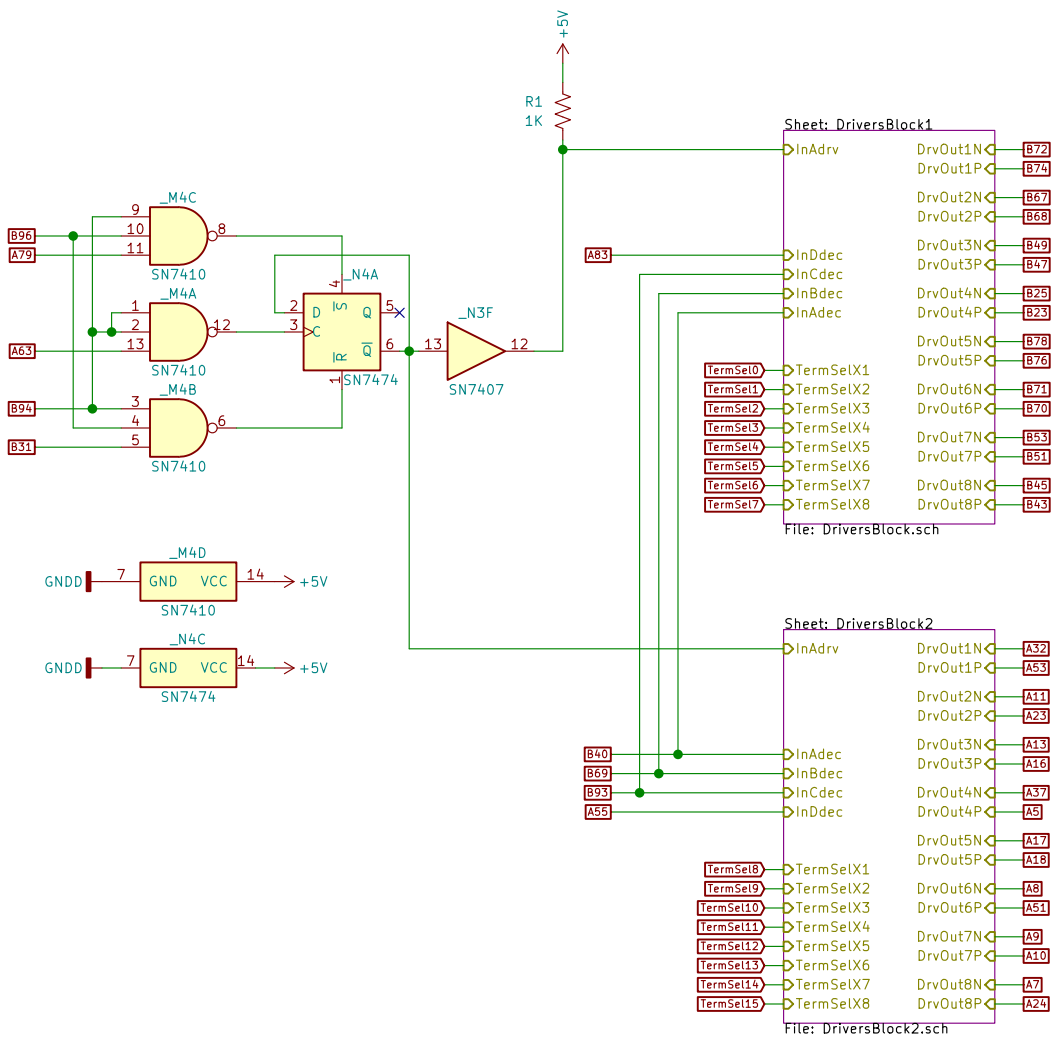 +5V
R1
1K
Sheet: DriversBlock1
InAdrv
DrvOut1N B72
DrvOut1P B74
DrvOut2N B67
DrvOut2P B68
DrvOut3N B49
A83 InDdec
DrvOut3P B47
InCdec
InBdec
DrvOut4N B25
InAdec
DrvOut4P B23
DrvOut5N B78
DrvOut5P B76
TermSel0 TermSelX1
TermSel1 TermSelX2
DrvOut6N B71
TermSel2 TermSelX3
DrvOut6P B70
TermSel3 TermSelX4
DrvOut7N B53
TermSel4 TermSelX5
DrvOut7P B51
TermSel5 TermSelX6
TermSel6 TermSelX7
DrvOut8N B45
TermSel7 TermSelX8
DrvOut8P B43
File: DriversBlock.sch
_M4C
9
8
B96
10
A79
11
SN7410
_M4A
1
2
12
A63
13
SN7410
_M4B
B94
3
4
6
B31
5
SN7410
_N4A
4
S
2 D Q 5
3 C
R Q 6
1
SN7474
_N3F
13 12
SN7407
_M4D
GNDD 7 GND VCC 14 +5V
SN7410
_N4C
GNDD 7 GND VCC 14 +5V
SN7474
Sheet: DriversBlock2
InAdrv
DrvOut1N A32
DrvOut1P A53
DrvOut2N A11
DrvOut2P A23
DrvOut3N A13
B40 InAdec
DrvOut3P A16
B69 InBdec
B93 InCdec
DrvOut4N A37
A55 InDdec
DrvOut4P A5
DrvOut5N A17
DrvOut5P A18
TermSel8 TermSelX1
TermSel9 TermSelX2
DrvOut6N A8
TermSel10 TermSelX3
DrvOut6P A51
TermSel11 TermSelX4
DrvOut7N A9
TermSel12 TermSelX5
DrvOut7P A10
TermSel13 TermSelX6
TermSel14 TermSelX7
DrvOut8N A7
TermSel15 TermSelX8
DrvOut8P A24
File: DriversBlock2.sch